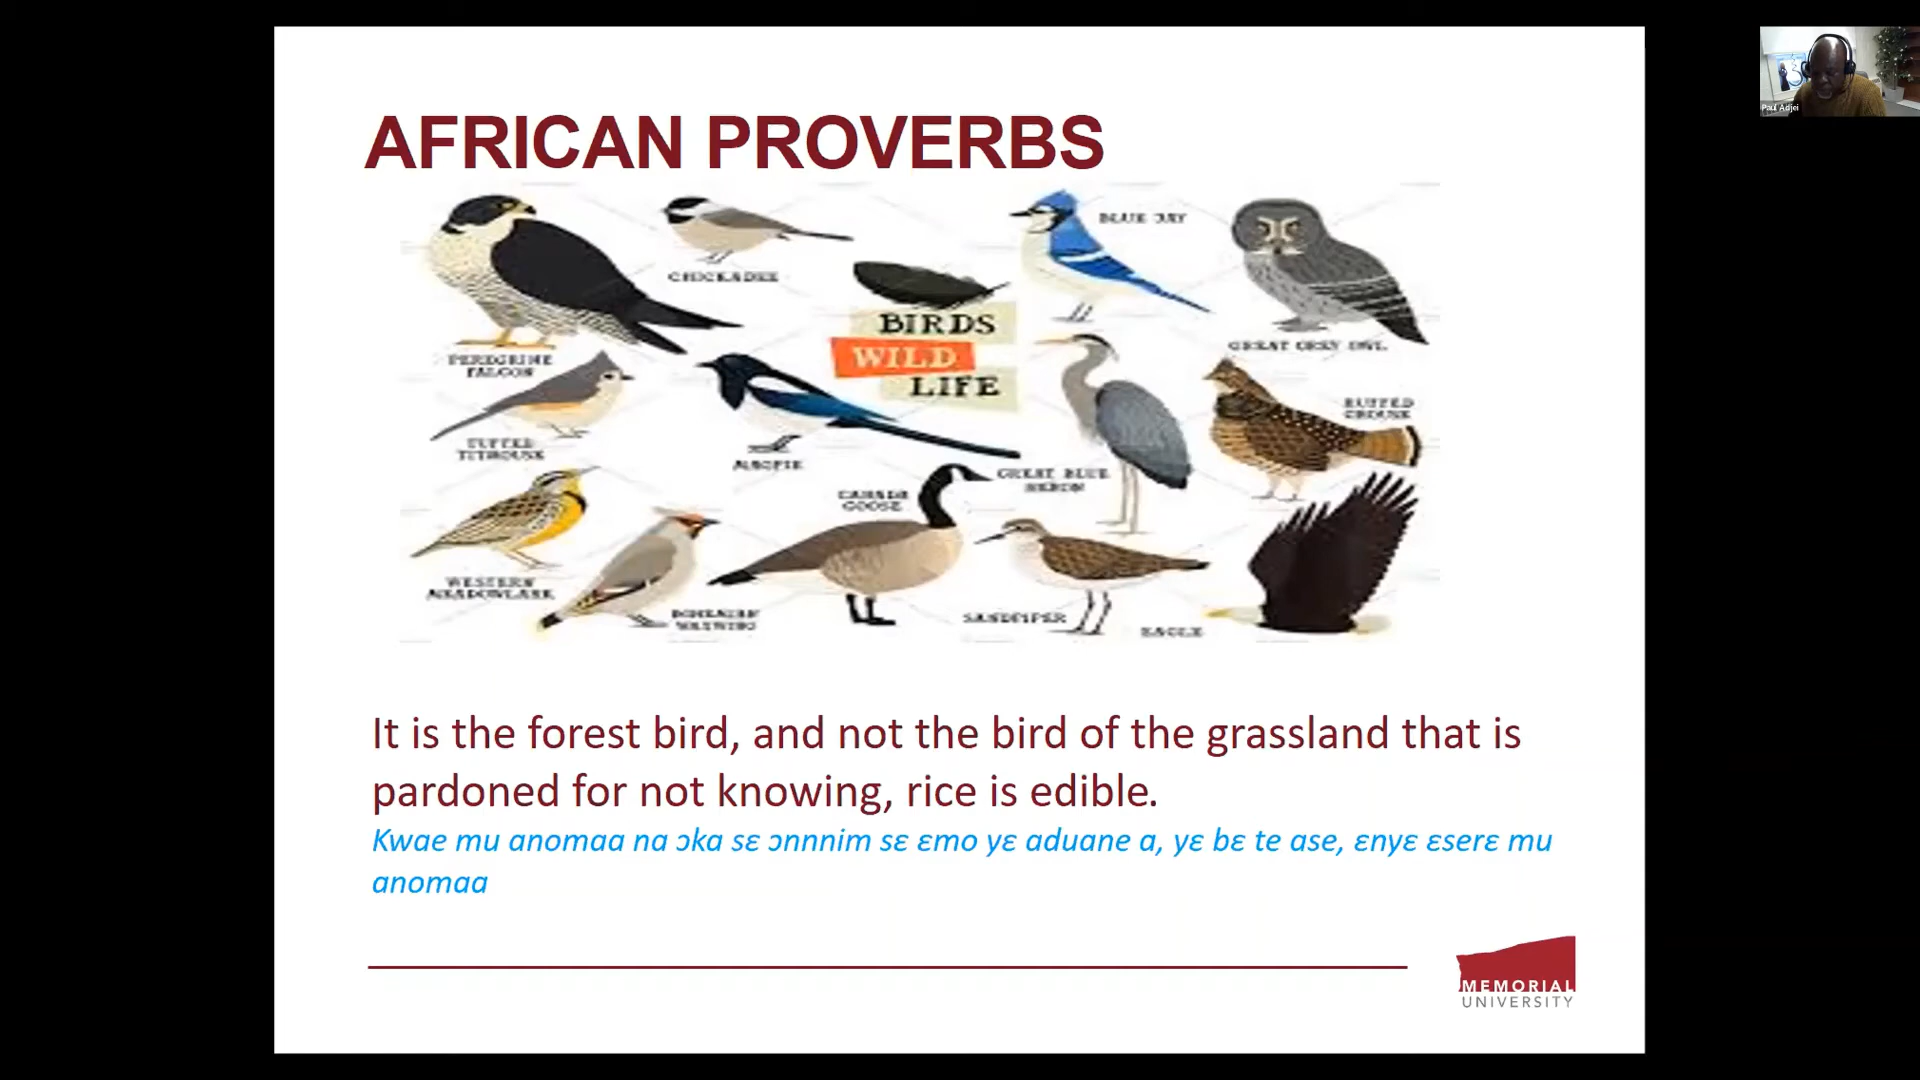 AFRICAN PROVERBS
CHICKADEE
BLUE JAY
BIRDS
WILD
LIFE
GREAT GREY OWL
PEREGRINE
FALCON
RUFFED
GROUSE
TUFTED
TITMOUSE
MAGPIE
GREAT BLUE
HERON
CANADA
GOOSE
WESTERN
MEADOWLARK
BOHEMIAN
WAXWING
SANDPIPER
EAGLE
It is the forest bird, and not the bird of the grassland that is
pardoned for not knowing, rice is edible.
Kwae mu anomaa na ɔka sɛ ɔnnnim sɛ ɛmo yɛ aduane a, yɛ bɛ te ase, ɛnyɛ ɛserɛ mu
anomaa
MEMORIAL
UNIVERSITY
Paul Adjei